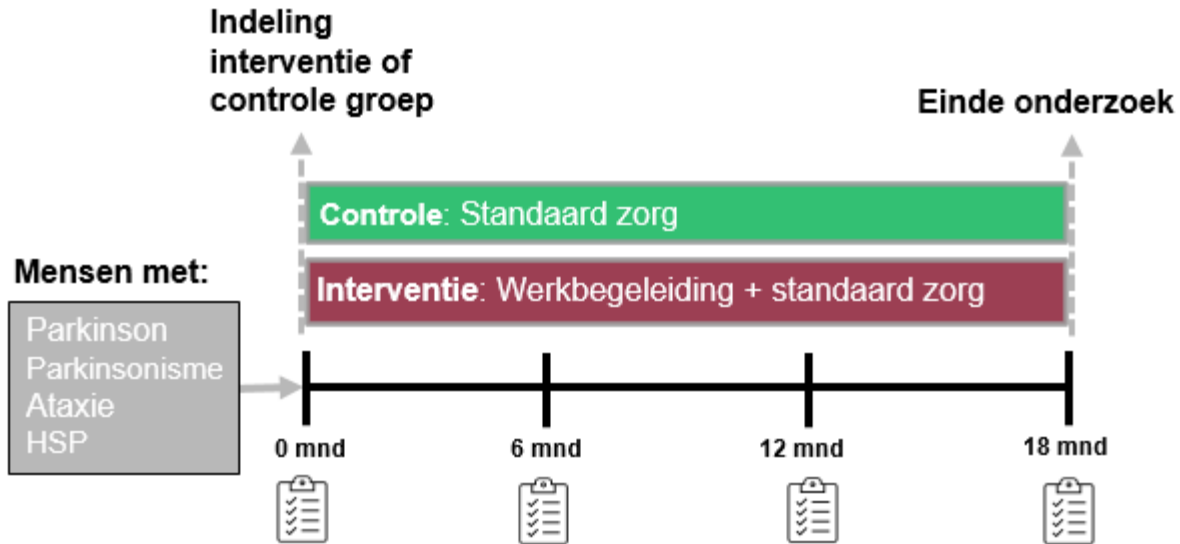 Indeling
interventie of
controle groep
Einde onderzoek
Controle: Standaard zorg
Interventie: Werkbegeleiding + standaard zorg
Mensen met:
Parkinson
Parkinsonisme
Ataxie
HSP
0 mnd
6 mnd
12 mnd
18 mnd